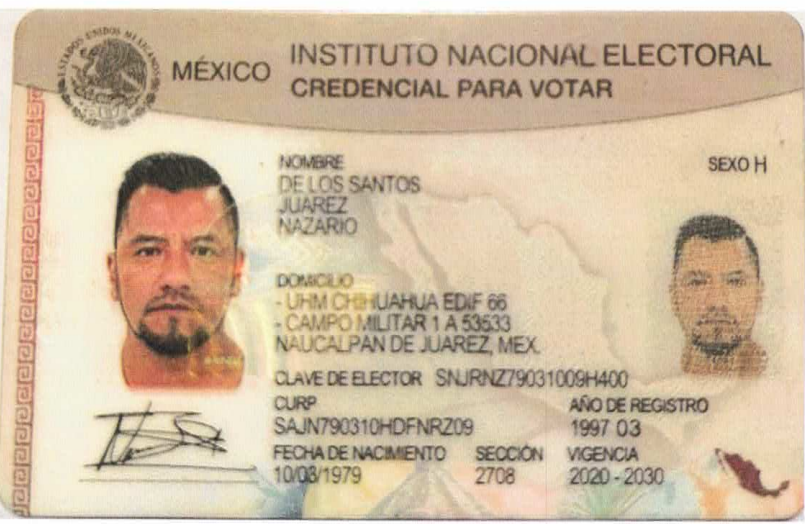 ESTADOS UNIDOS MEXICANOS
MÉXICO
INSTITUTO NACIONAL ELECTORAL
CREDENCIAL PARA VOTAR
NOMBRE
DE LOS SANTOS
JUAREZ
NAZARIO
SEXO H
DOMICILIO
- UHM CHIHUAHUA EDIF 66
- CAMPO MILITAR 1 A 53533
NAUCALPAN DE JUAREZ, MEX.
CLAVE DE ELECTOR SNJRNZ79031009H400
CURP
SAJN790310HDFNRZ09
AÑO DE REGISTRO
1997 03
FECHA DE NACIMIENTO
10/03/1979
SECCIÓN
2708
VIGENCIA
2020 - 2030